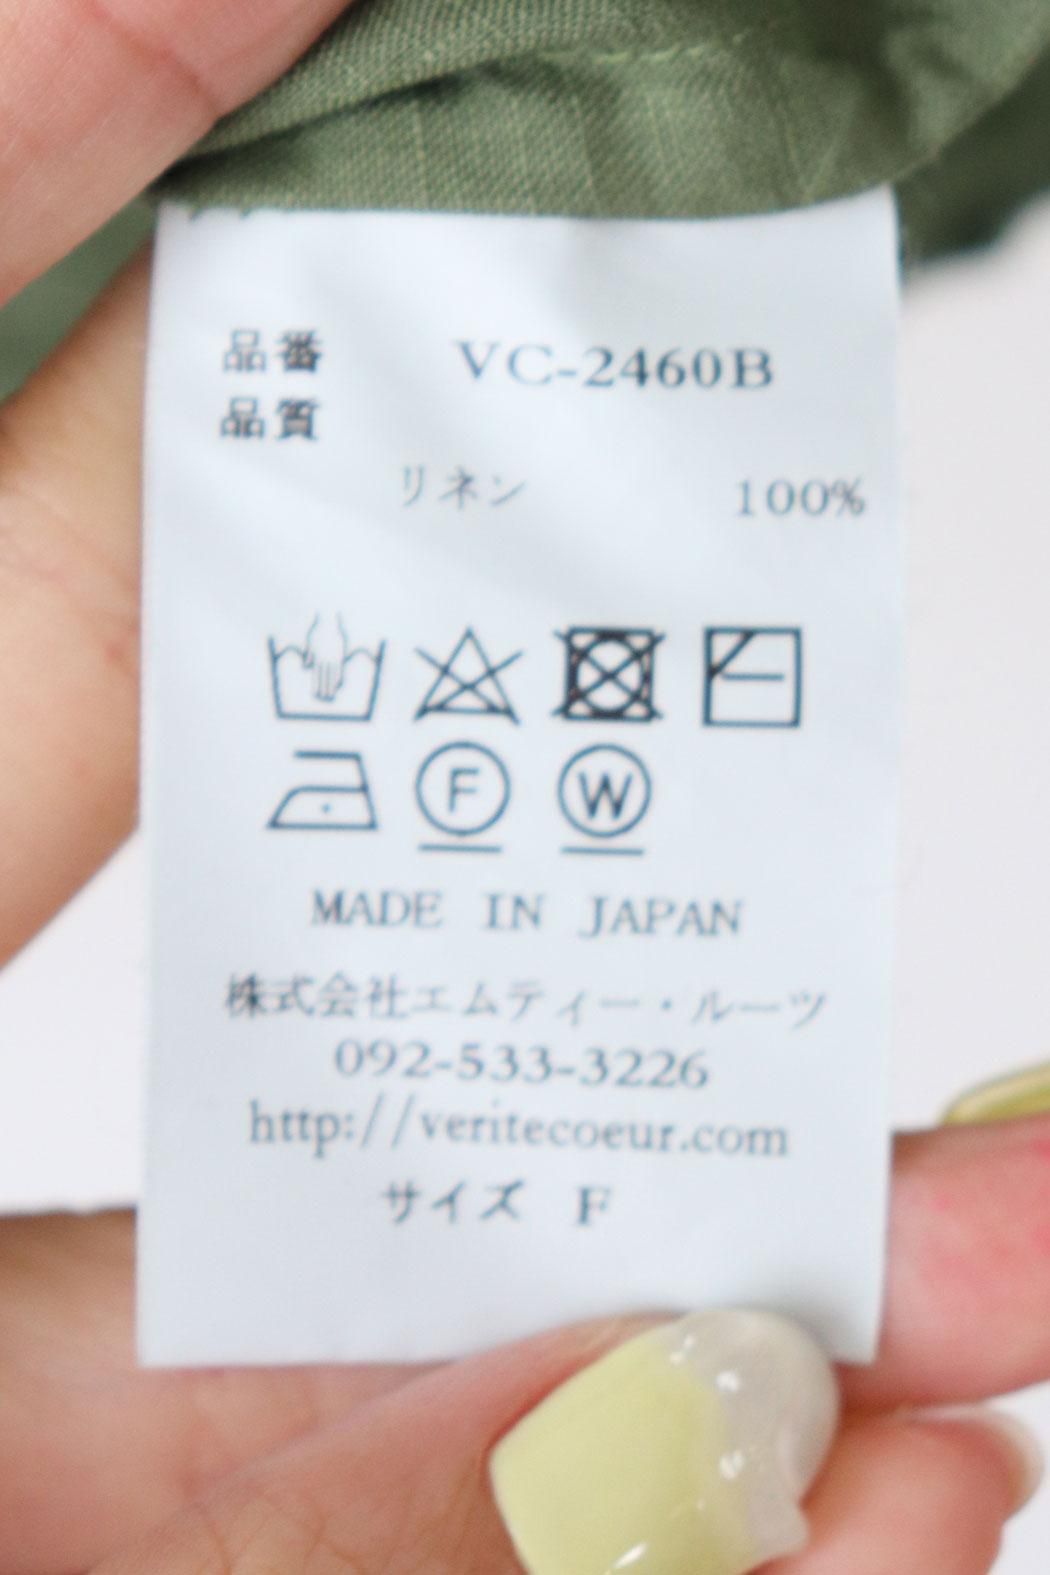 品番 VC-2460B
品質
リネン 100%
F W
MADE IN JAPAN
株式会社エムティー・ルーツ
092-533-3226
http://veritecoeur.com
サイズ F